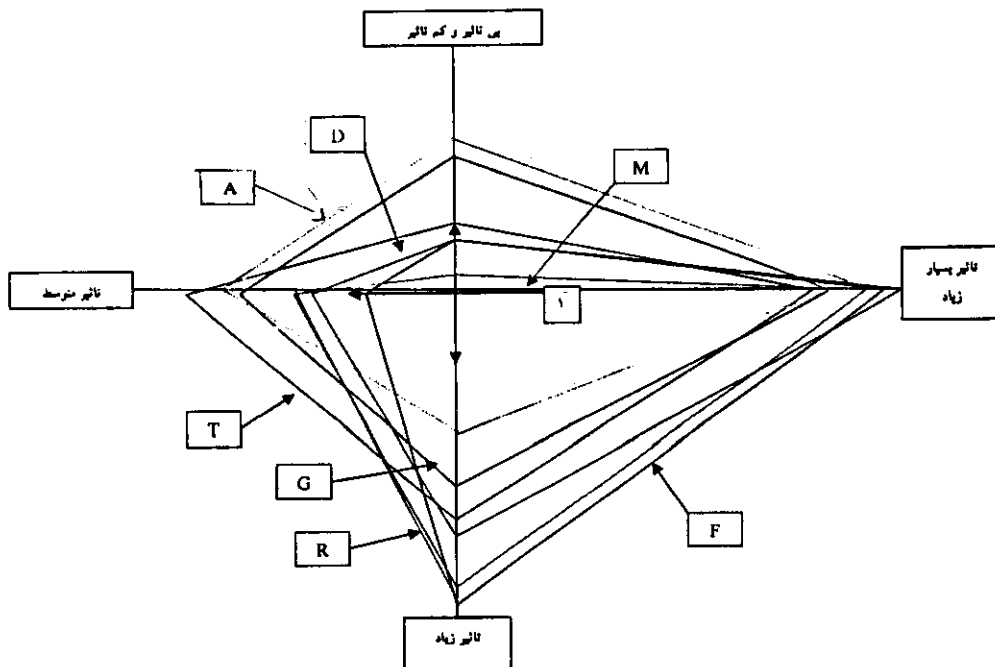 بی تاثیر و کم تاثیر
D
M
A
تاثیر بسیار
زیاد
تاثیر متوسط
۱
T
G
R
F
تاثیر زیاد